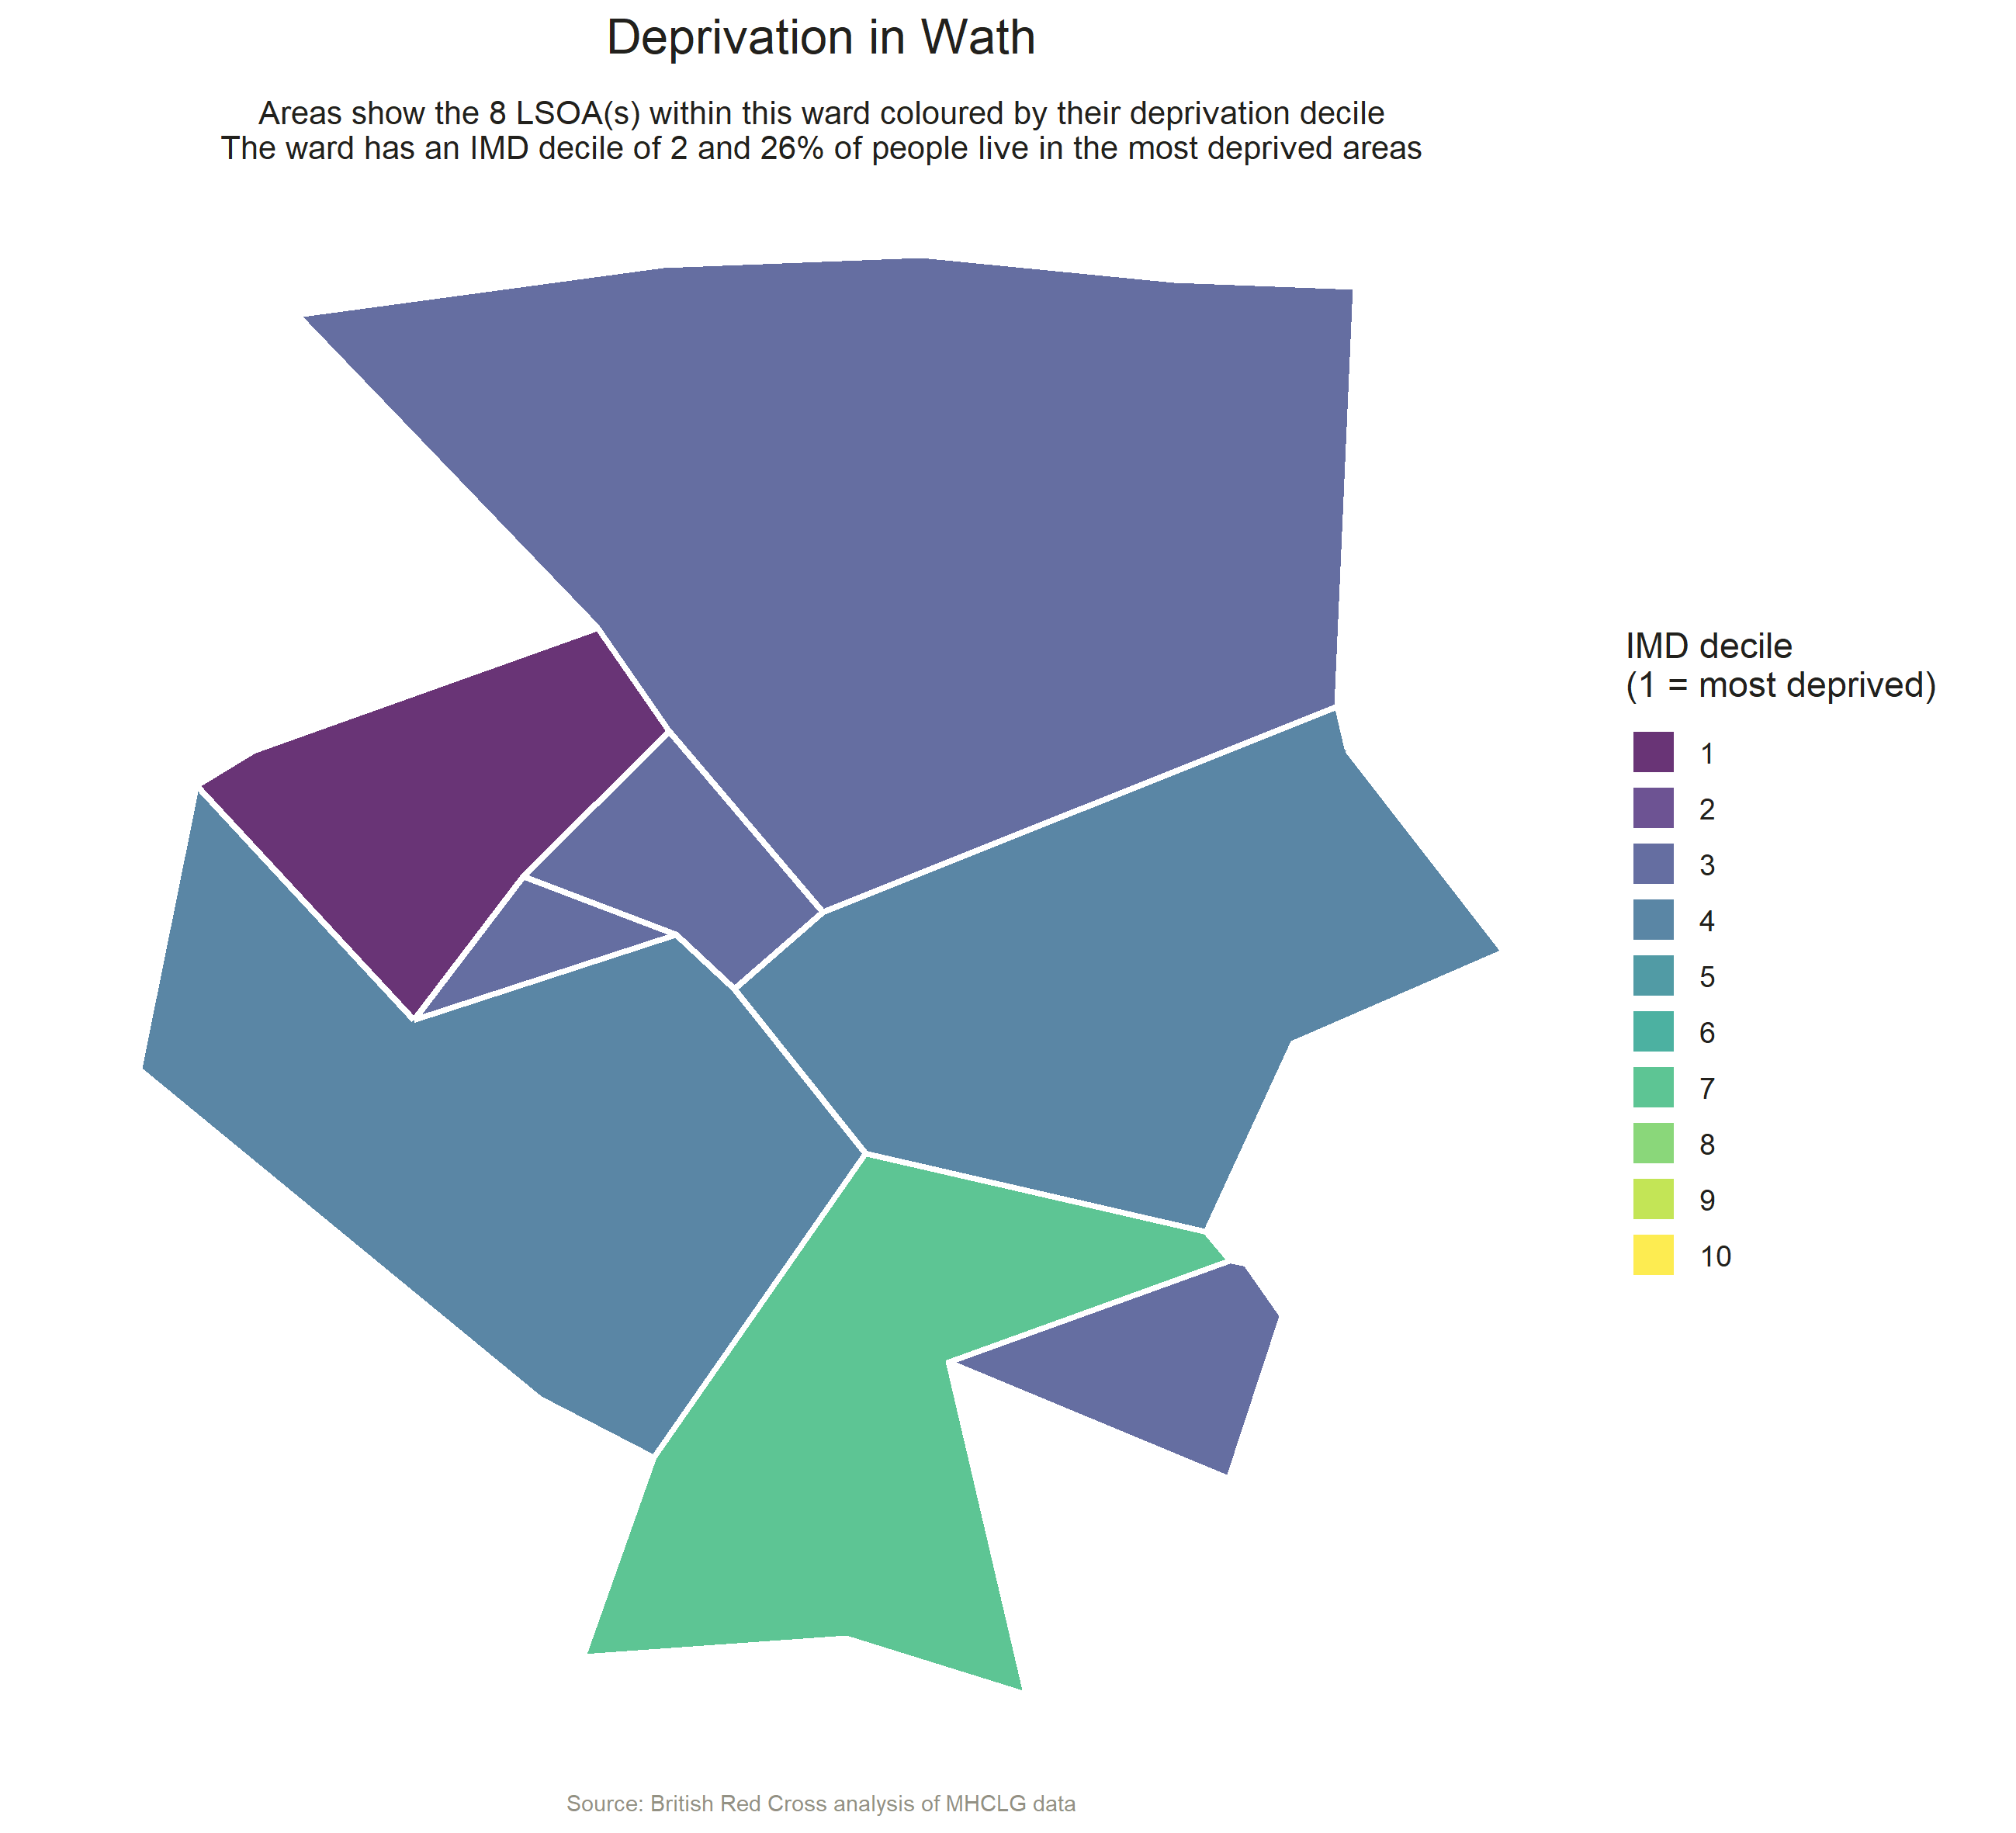 Deprivation in Wath
Areas show the 8 LSOA(s) within this ward coloured by their deprivation decile
The ward has an IMD decile of 2 and 26% of people live in the most deprived areas
IMD decile
(1 = most deprived)
1
2
3
4
5
6
7
8
9
10
Source: British Red Cross analysis of MHCLG data